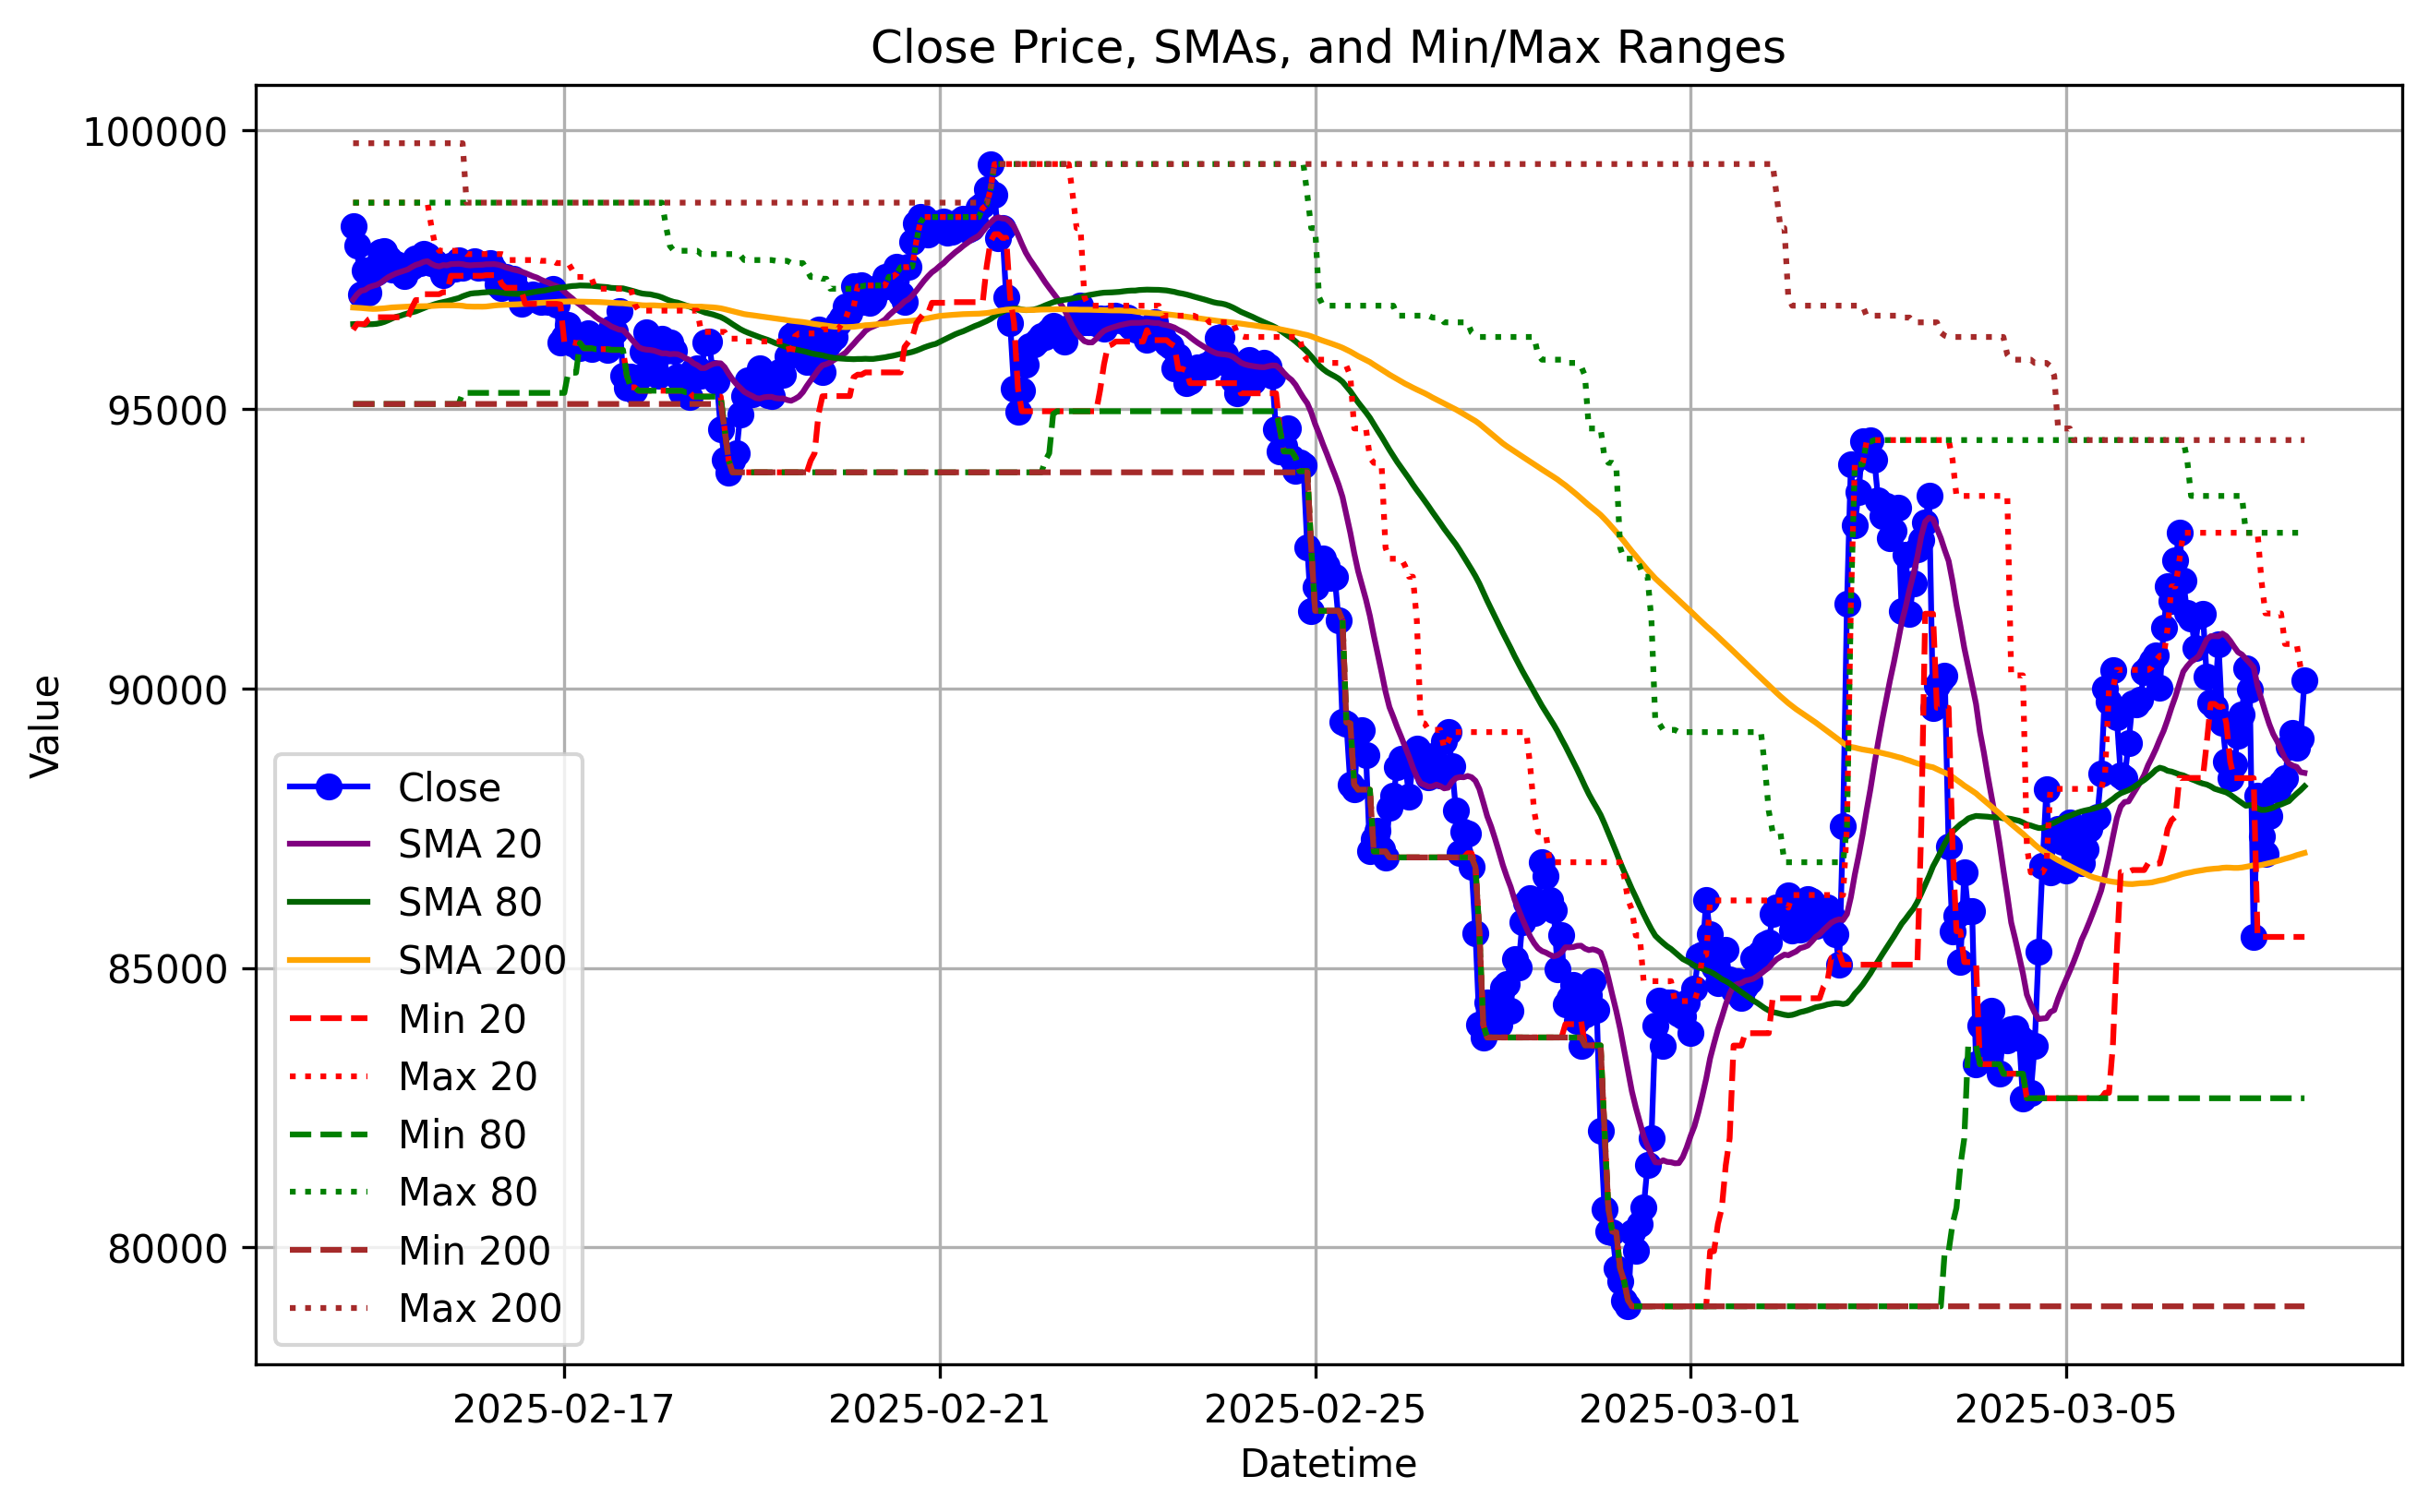 Close Price, SMAs, and Min/Max Ranges
100000
95000
90000
85000
80000
Value
Close
SMA 20
SMA 80
SMA 200
Min 20
Max 20
Min 80
Max 80
Min 200
Max 200
2025-02-17
2025-02-21
2025-02-25
2025-03-01
2025-03-05
Datetime